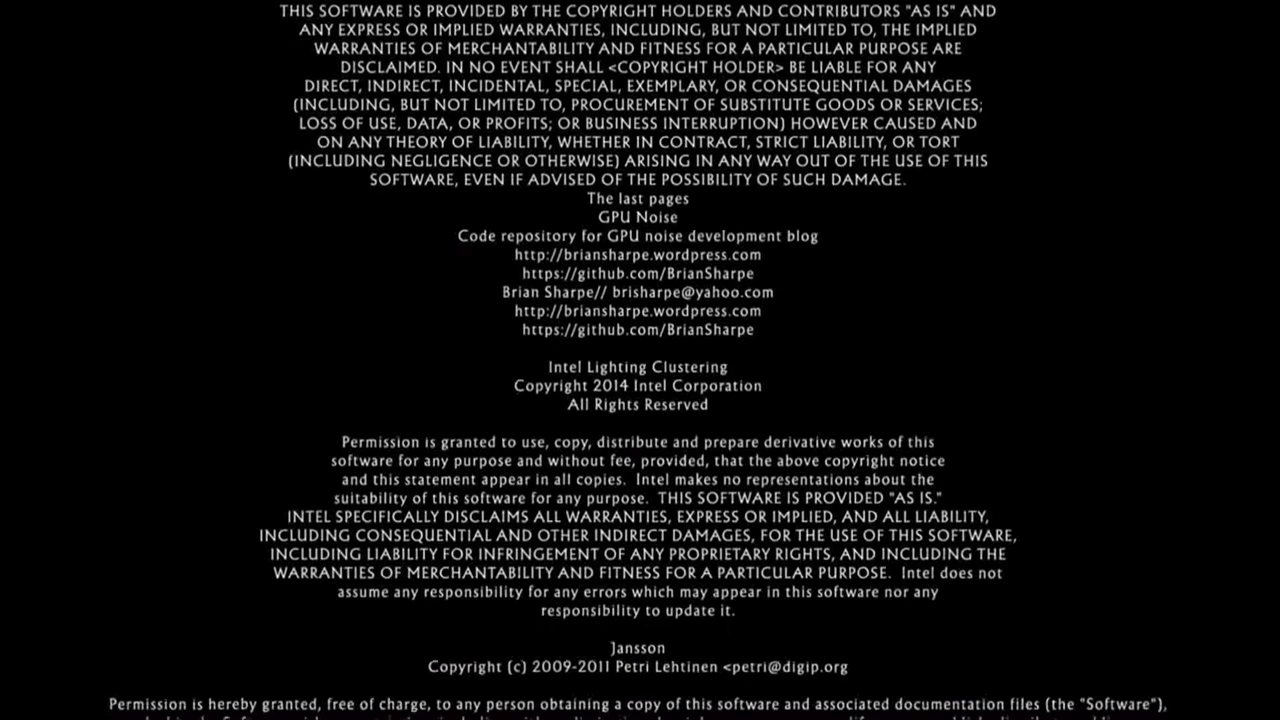 THIS SOFTWARE IS PROVIDED BY THE COPYRIGHT HOLDERS AND CONTRIBUTORS "AS IS" AND
ANY EXPRESS OR IMPLIED WARRANTIES, INCLUDING, BUT NOT LIMITED TO, THE IMPLIED
WARRANTIES OF MERCHANTABILITY AND FITNESS FOR A PARTICULAR PURPOSE ARE
DISCLAIMED. IN NO EVENT SHALL <COPYRIGHT HOLDER> BE LIABLE FOR ANY
DIRECT, INDIRECT, INCIDENTAL, SPECIAL, EXEMPLARY, OR CONSEQUENTIAL DAMAGES
(INCLUDING, BUT NOT LIMITED TO, PROCUREMENT OF SUBSTITUTE GOODS OR SERVICES;
LOSS OF USE, DATA, OR PROFITS; OR BUSINESS INTERRUPTION) HOWEVER CAUSED AND
ON ANY THEORY OF LIABILITY, WHETHER IN CONTRACT, STRICT LIABILITY, OR TORT
(INCLUDING NEGLIGENCE OR OTHERWISE) ARISING IN ANY WAY OUT OF THE USE OF THIS
SOFTWARE, EVEN IF ADVISED OF THE POSSIBILITY OF SUCH DAMAGE.
The last pages
GPU Noise
Code repository for GPU noise development blog
http://briansharpe.wordpress.com
https://github.com/BrianSharpe
Brian Sharpe// brisharpe@yahoo.com
http://briansharpe.wordpress.com
https://github.com/BrianSharpe
Intel Lighting Clustering
Copyright 2014 Intel Corporation
All Rights Reserved
Permission is granted to use, copy, distribute and prepare derivative works of this
software for any purpose and without fee, provided, that the above copyright notice
and this statement appear in all copies.  Intel makes no representations about the
suitability of this software for any purpose.  THIS SOFTWARE IS PROVIDED "AS IS."
INTEL SPECIFICALLY DISCLAIMS ALL WARRANTIES, EXPRESS OR IMPLIED, AND ALL LIABILITY,
INCLUDING CONSEQUENTIAL AND OTHER INDIRECT DAMAGES, FOR THE USE OF THIS SOFTWARE,
INCLUDING LIABILITY FOR INFRINGEMENT OF ANY PROPRIETARY RIGHTS, AND INCLUDING THE
WARRANTIES OF MERCHANTABILITY AND FITNESS FOR A PARTICULAR PURPOSE.  Intel does not
assume any responsibility for any errors which may appear in this software nor any
responsibility to update it.
Jansson
Copyright (c) 2009-2011 Petri Lehtinen <petri@digip.org
Permission is hereby granted, free of charge, to any person obtaining a copy of this software and associated documentation files (the "Software"),